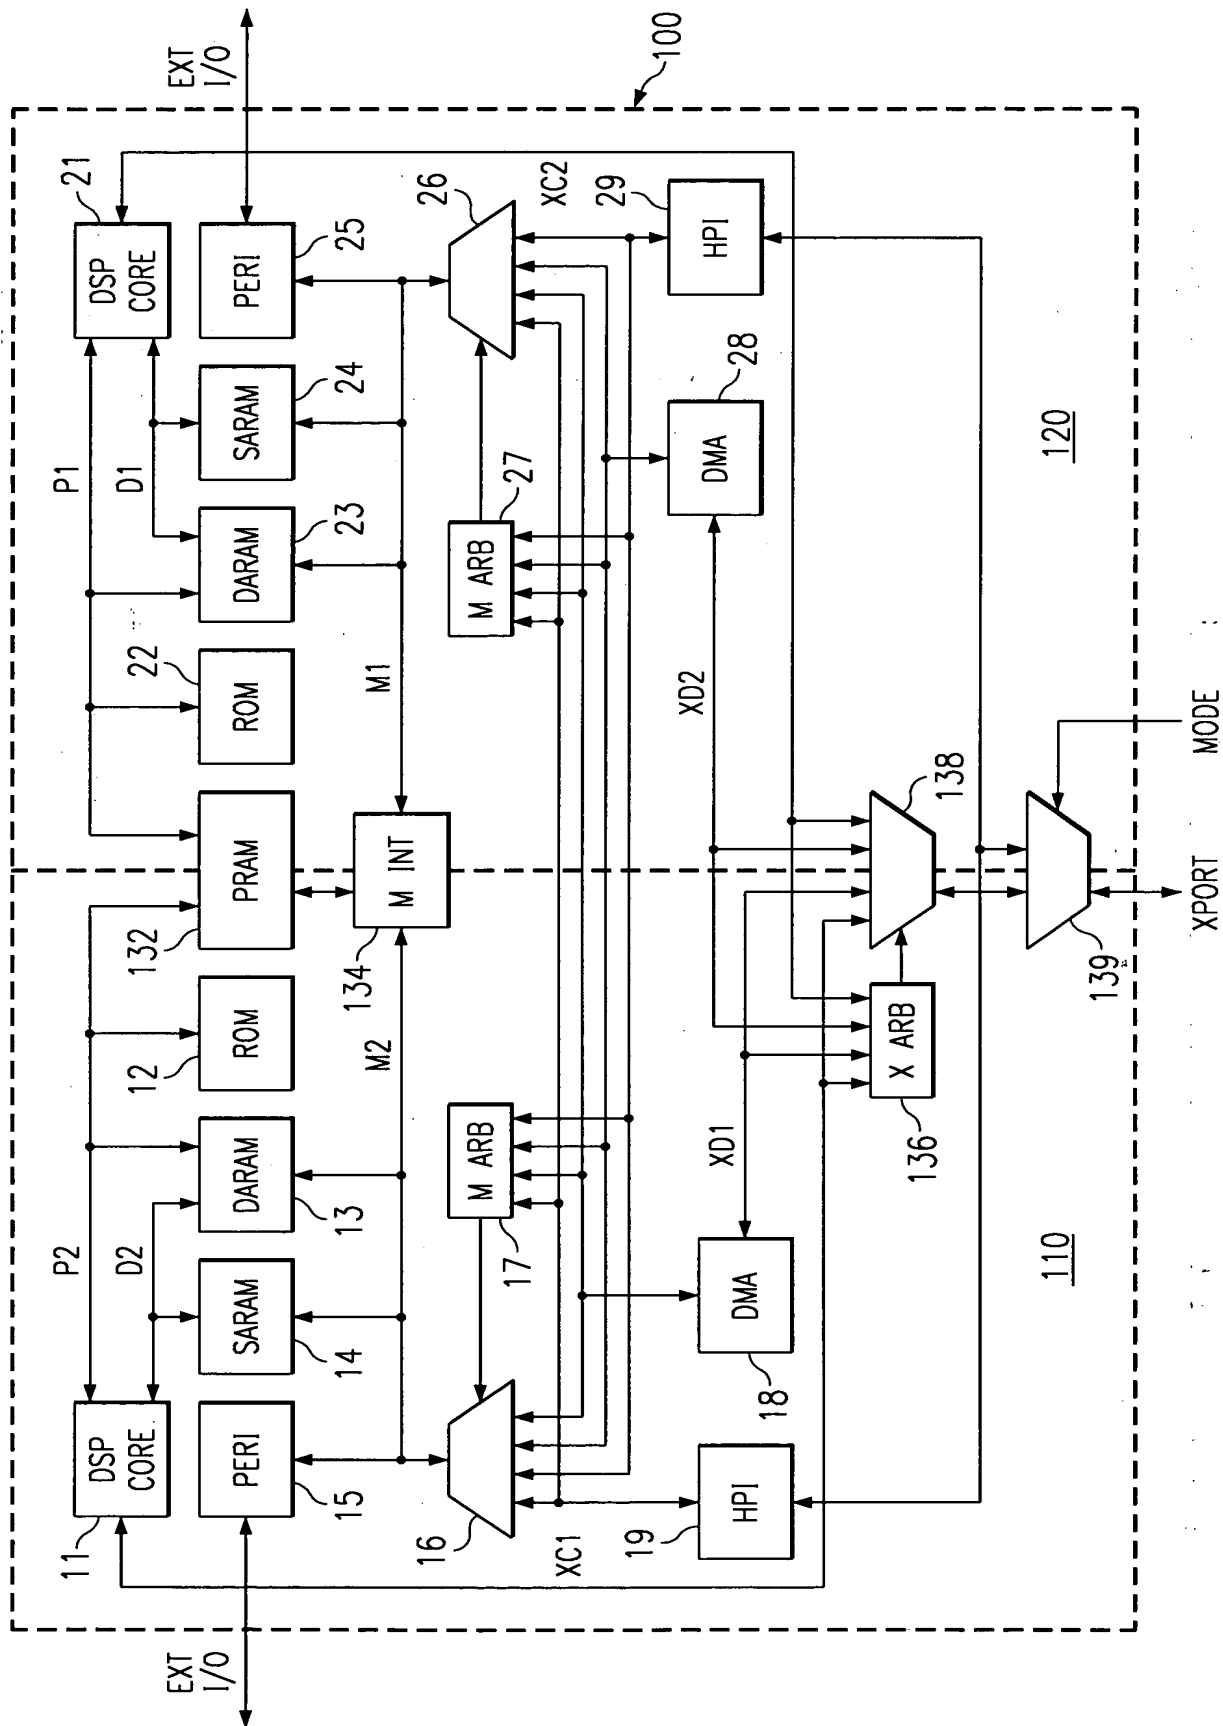 EXT
I/O
11
DSP
CORE
P2
D2
15
PERI
14
SARAM
13
DARAM
12
ROM
132
PRAM
22
ROM
23
DARAM
24
SARAM
25
PERI
P1
D1
21
DSP
CORE
EXT
I/O
100
134
M INT
M2
M1
16
17
M ARB
27
M ARB
26
XC1
XC2
19
HPI
18
DMA
28
DMA
29
HPI
XD1
XD2
136
X ARB
138
139
110
120
XPORT
MODE